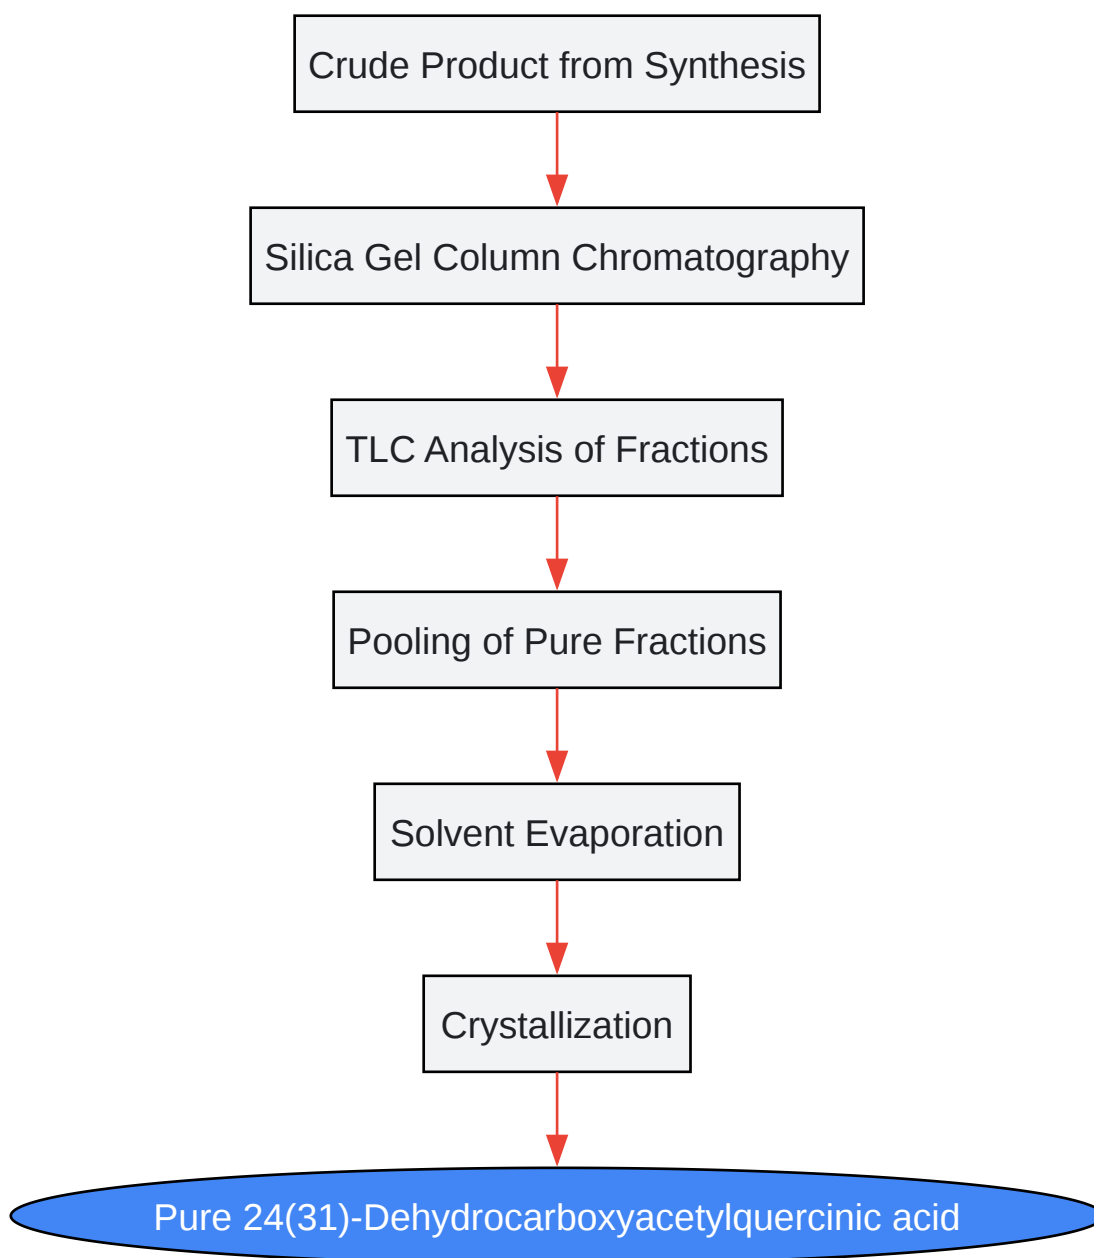 Crude Product from Synthesis
Silica Gel Column Chromatography
TLC Analysis of Fractions
Pooling of Pure Fractions
Solvent Evaporation
Crystallization
Pure 24(31)-Dehydrocarboxyacetylquercinic acid